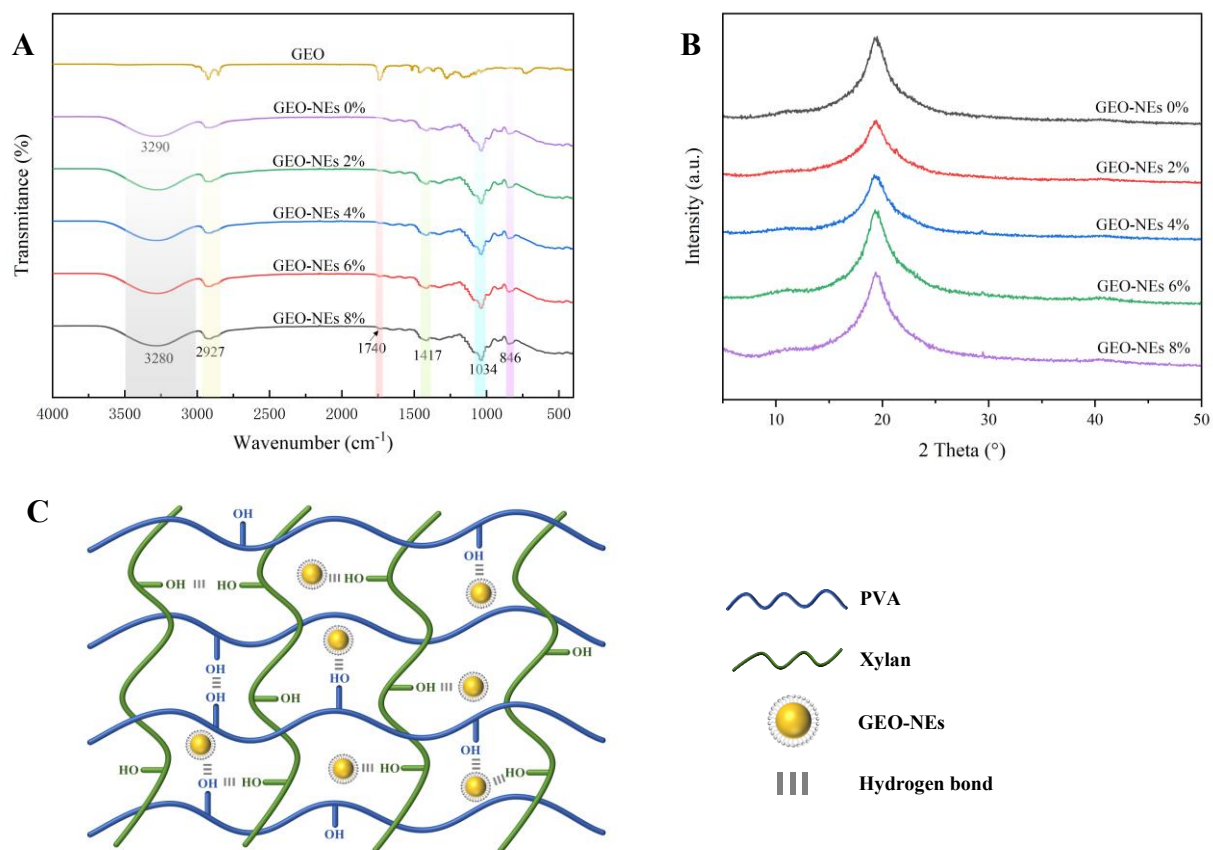 A
GEO
GEO-NEs 0%
3290
GEO-NEs 2%
GEO-NEs 4%
GEO-NEs 6%
GEO-NEs 8%
3280
2927
1740
1417
1034
846
4000 3500 3000 2500 2000 1500 1000 500
Wavenumber (cm⁻¹)
Transmitance (%)
B
GEO-NEs 0%
GEO-NEs 2%
GEO-NEs 4%
GEO-NEs 6%
GEO-NEs 8%
10 20 30 40 50
2 Theta (°)
Intensity (a.u.)
C
OH
OH
OH HO HO
OH HO
HO
OH OH OH
OH
HO OH HO HO HO
OH OH
PVA
Xylan
GEO-NEs
Hydrogen bond